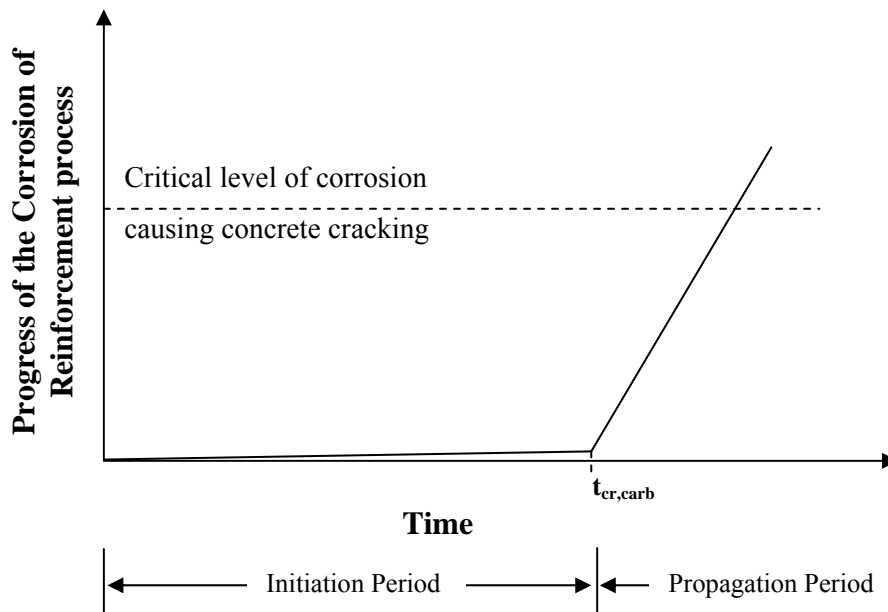 Progress of the Corrosion of
Reinforcement process
Critical level of corrosion
causing concrete cracking
t_cr,carb
Time
Initiation Period
Propagation Period